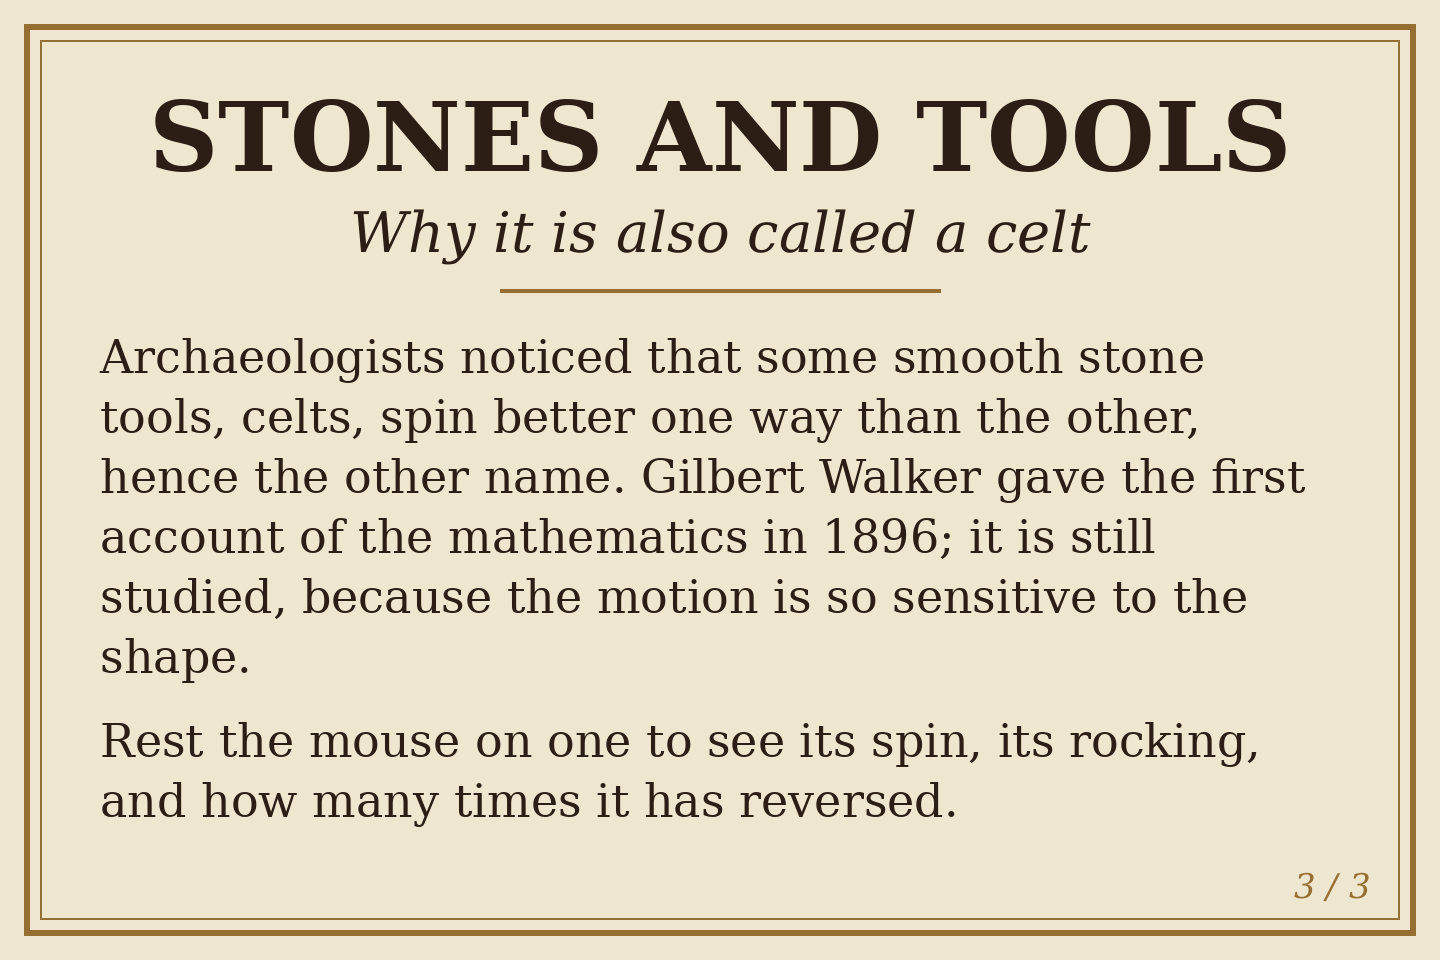 STONES AND TOOLS
Why it is also called a celt
Archaeologists noticed that some smooth stone
tools, celts, spin better one way than the other,
hence the other name. Gilbert Walker gave the first
account of the mathematics in 1896; it is still
studied, because the motion is so sensitive to the
shape.
Rest the mouse on one to see its spin, its rocking,
and how many times it has reversed.
3 / 3